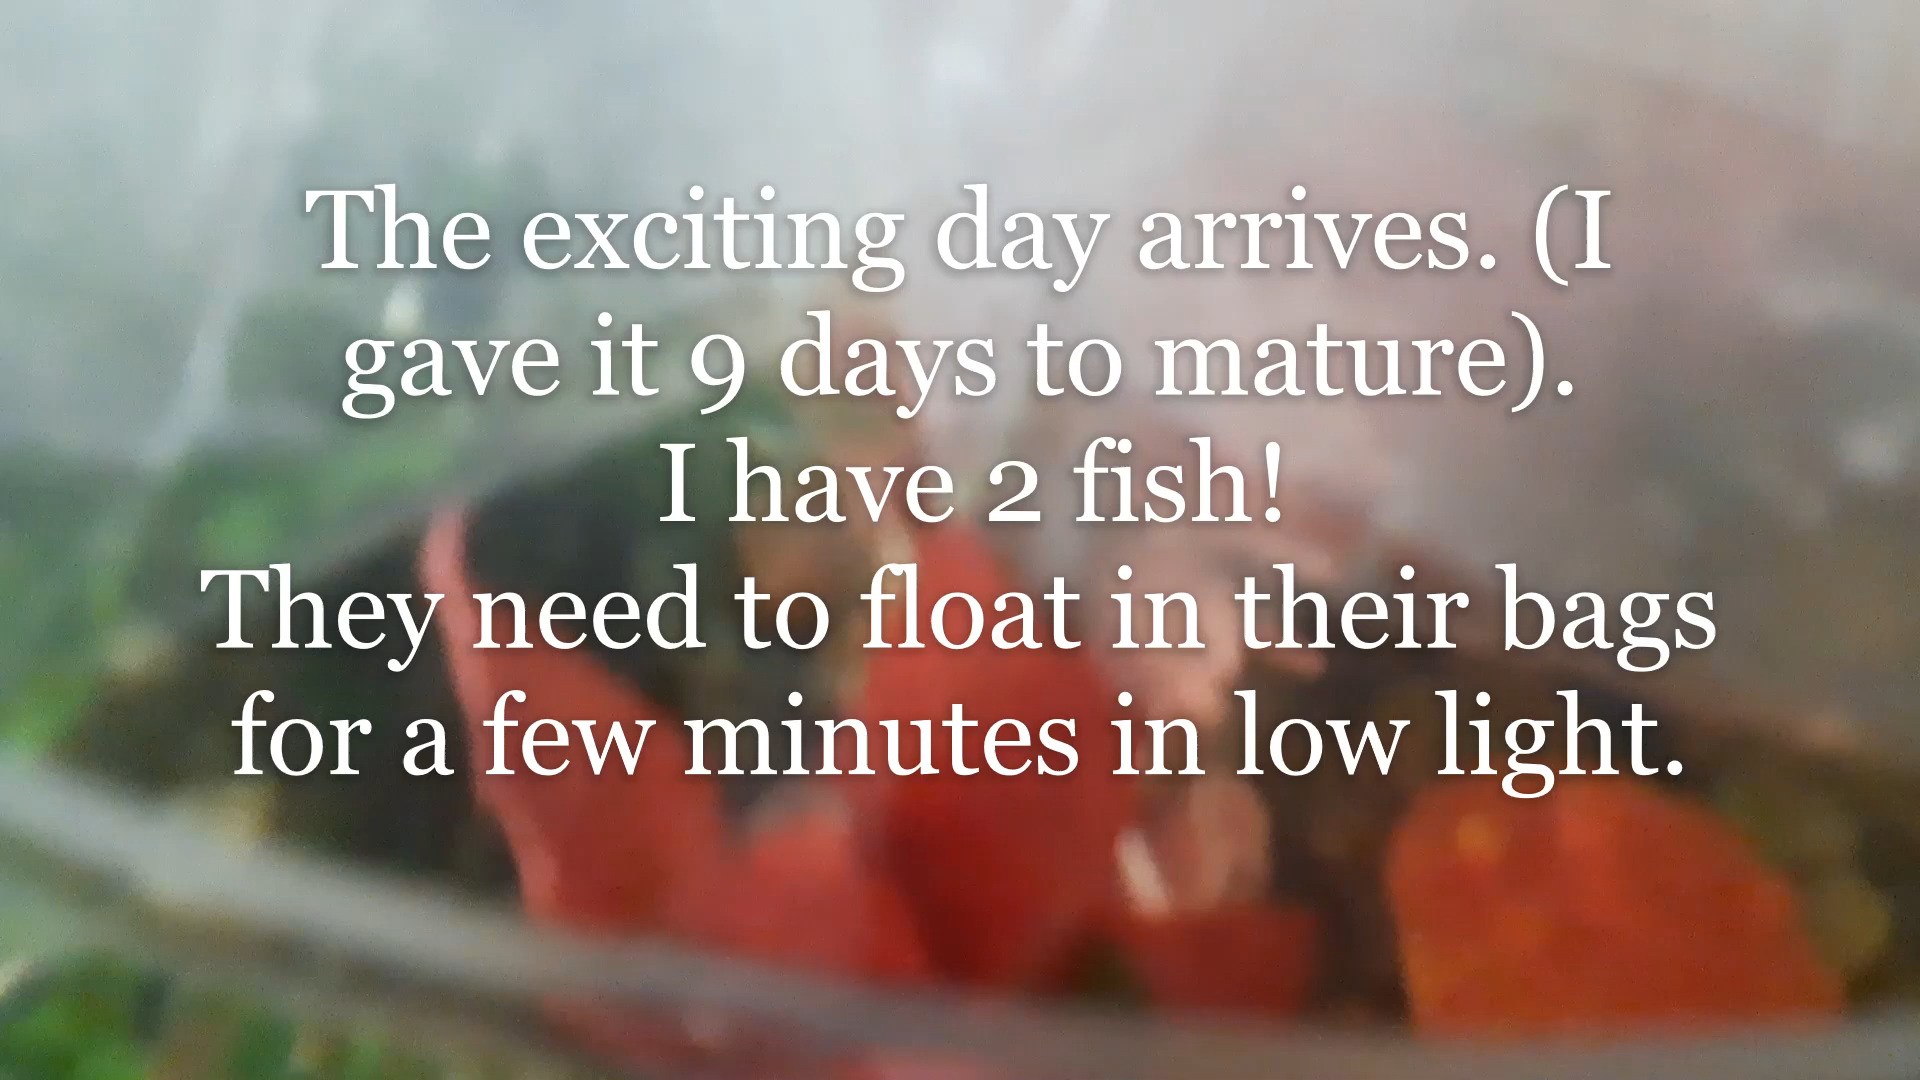 The exciting day arrives. (I
gave it 9 days to mature).
I have 2 fish!
They need to float in their bags
for a few minutes in low light.